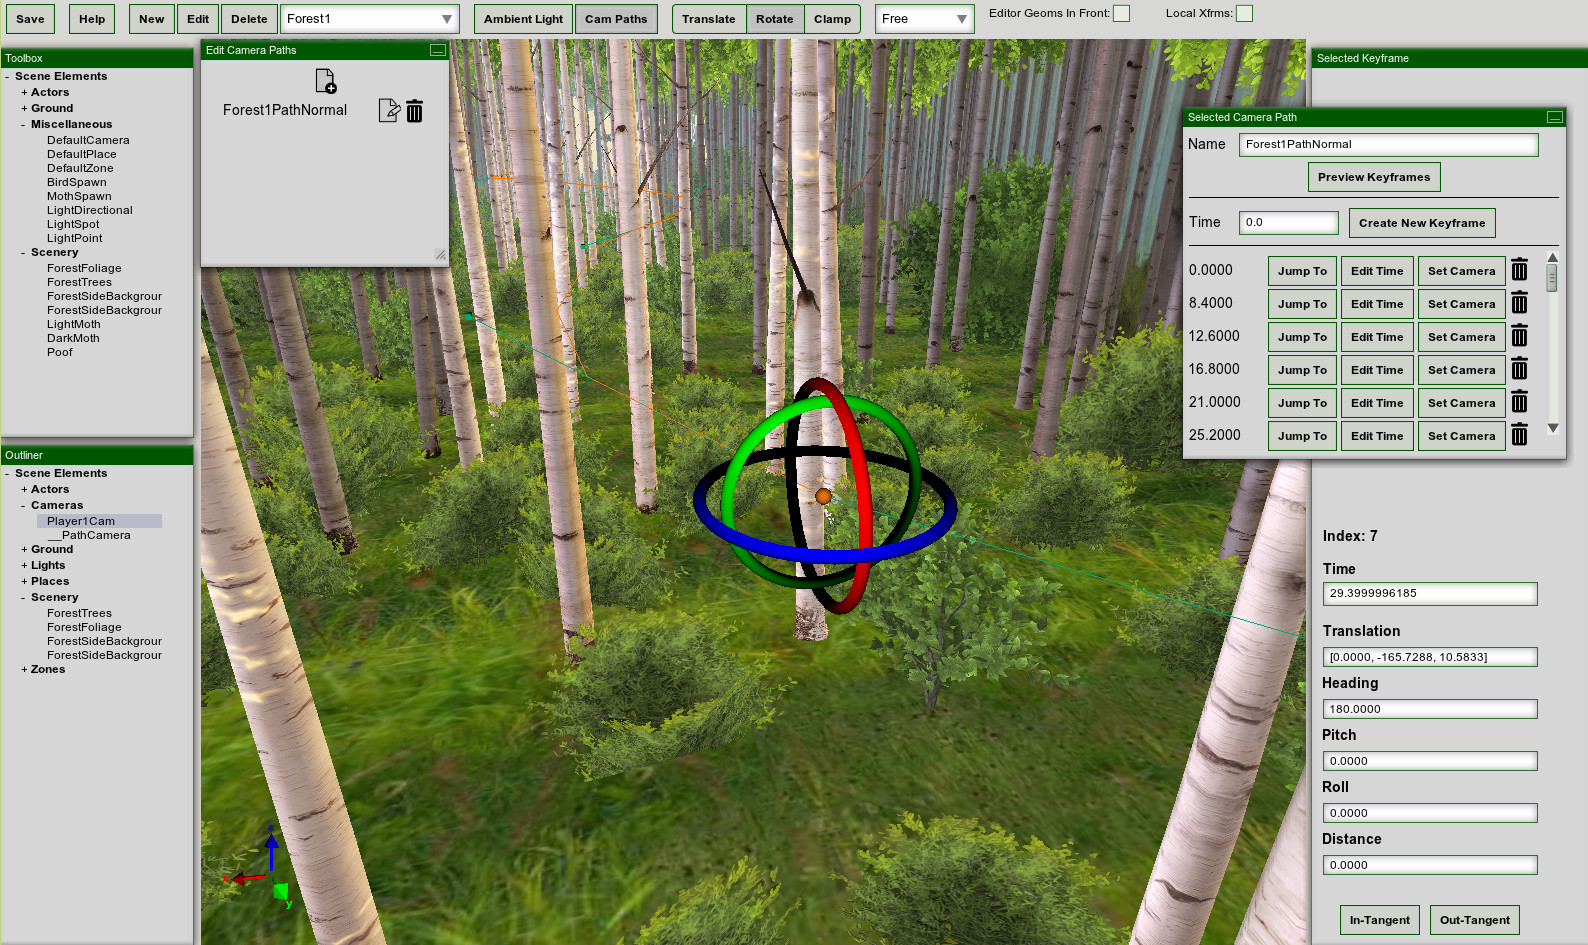 Save Help New Edit Delete Forest1 Ambient Light Cam Paths Translate Rotate Clamp Free Editor Geoms In Front: Local Xfrms:
Toolbox
- Scene Elements
+ Actors
+ Ground
- Miscellaneous
DefaultCamera
DefaultPlace
DefaultZone
BirdSpawn
MothSpawn
LightDirectional
LightSpot
LightPoint
- Scenery
ForestFoliage
ForestTrees
ForestSideBackgrour
ForestSideBackgrour
LightMoth
DarkMoth
Poof
Outliner
- Scene Elements
+ Actors
- Cameras
Player1Cam
__PathCamera
+ Ground
+ Lights
+ Places
- Scenery
ForestTrees
ForestFoliage
ForestSideBackgrour
ForestSideBackgrour
+ Zones
Edit Camera Paths
Forest1PathNormal
x
y
Selected Keyframe
Selected Camera Path
Name Forest1PathNormal
Preview Keyframes
Time 0.0 Create New Keyframe
0.0000 Jump To Edit Time Set Camera
8.4000 Jump To Edit Time Set Camera
12.6000 Jump To Edit Time Set Camera
16.8000 Jump To Edit Time Set Camera
21.0000 Jump To Edit Time Set Camera
25.2000 Jump To Edit Time Set Camera
Index: 7
Time
29.3999996185
Translation
[0.0000, -165.7288, 10.5833]
Heading
180.0000
Pitch
0.0000
Roll
0.0000
Distance
0.0000
In-Tangent Out-Tangent